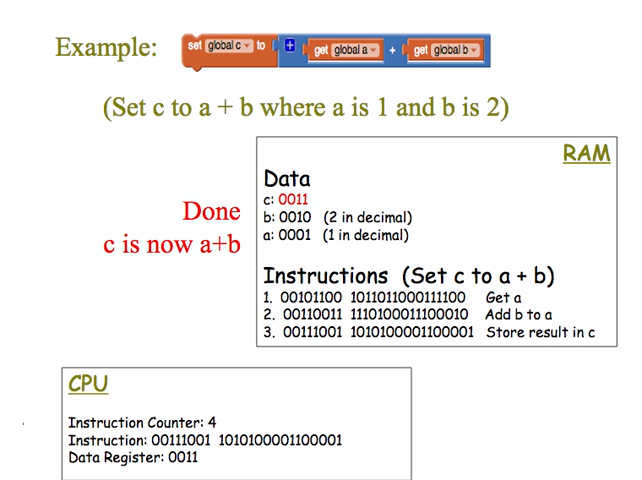 Example: set global c to get global a + get global b
(Set c to a + b where a is 1 and b is 2)
RAM
Data
c: 0011
b: 0010 (2 in decimal)
a: 0001 (1 in decimal)
Done
c is now a+b
Instructions (Set c to a + b)
1. 00101100 1011011000111100 Get a
2. 00110011 1110100011100010 Add b to a
3. 00111001 1010100001100001 Store result in c
CPU
Instruction Counter: 4
Instruction: 00111001 1010100001100001
Data Register: 0011